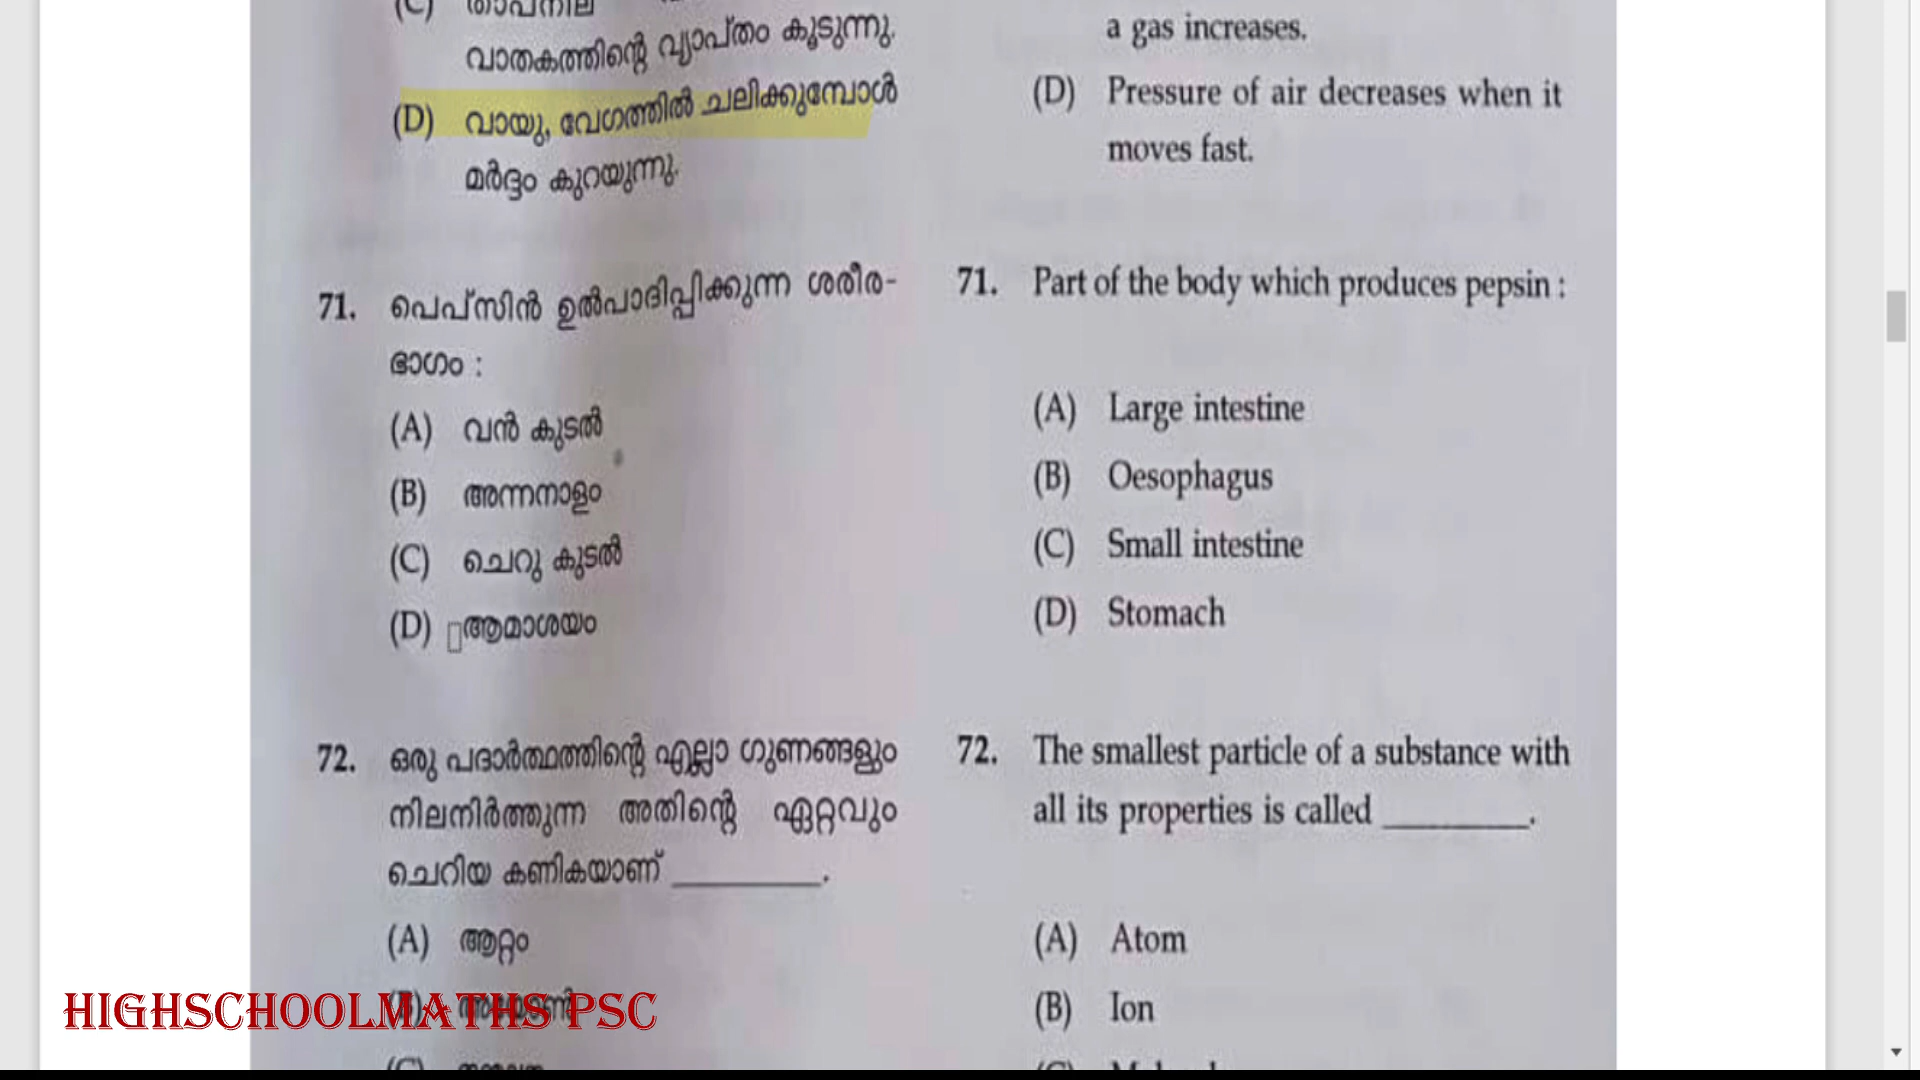 (C) താപനില
വാതകത്തിന്റെ വ്യാപ്തം കൂടുന്നു.
(D) വായു, വേഗത്തിൽ ചലിക്കുമ്പോൾ
മർദ്ദം കുറയുന്നു.
71. പെപ്സിൻ ഉൽപാദിപ്പിക്കുന്ന ശരീര-
ഭാഗം :
(A) വൻ കുടൽ
(B) അന്നനാളം
(C) ചെറു കുടൽ
(D) ആമാശയം
72. ഒരു പദാർത്ഥത്തിന്റെ എല്ലാ ഗുണങ്ങളും
നിലനിർത്തുന്ന അതിന്റെ ഏറ്റവും
ചെറിയ കണികയാണ് ________.
(A) ആറ്റം
(B)
(C)
a gas increases.
(D) Pressure of air decreases when it
moves fast.
71. Part of the body which produces pepsin :
(A) Large intestine
(B) Oesophagus
(C) Small intestine
(D) Stomach
72. The smallest particle of a substance with
all its properties is called ________.
(A) Atom
(B) Ion
(C)
HIGHSCHOOLMATHS PSC